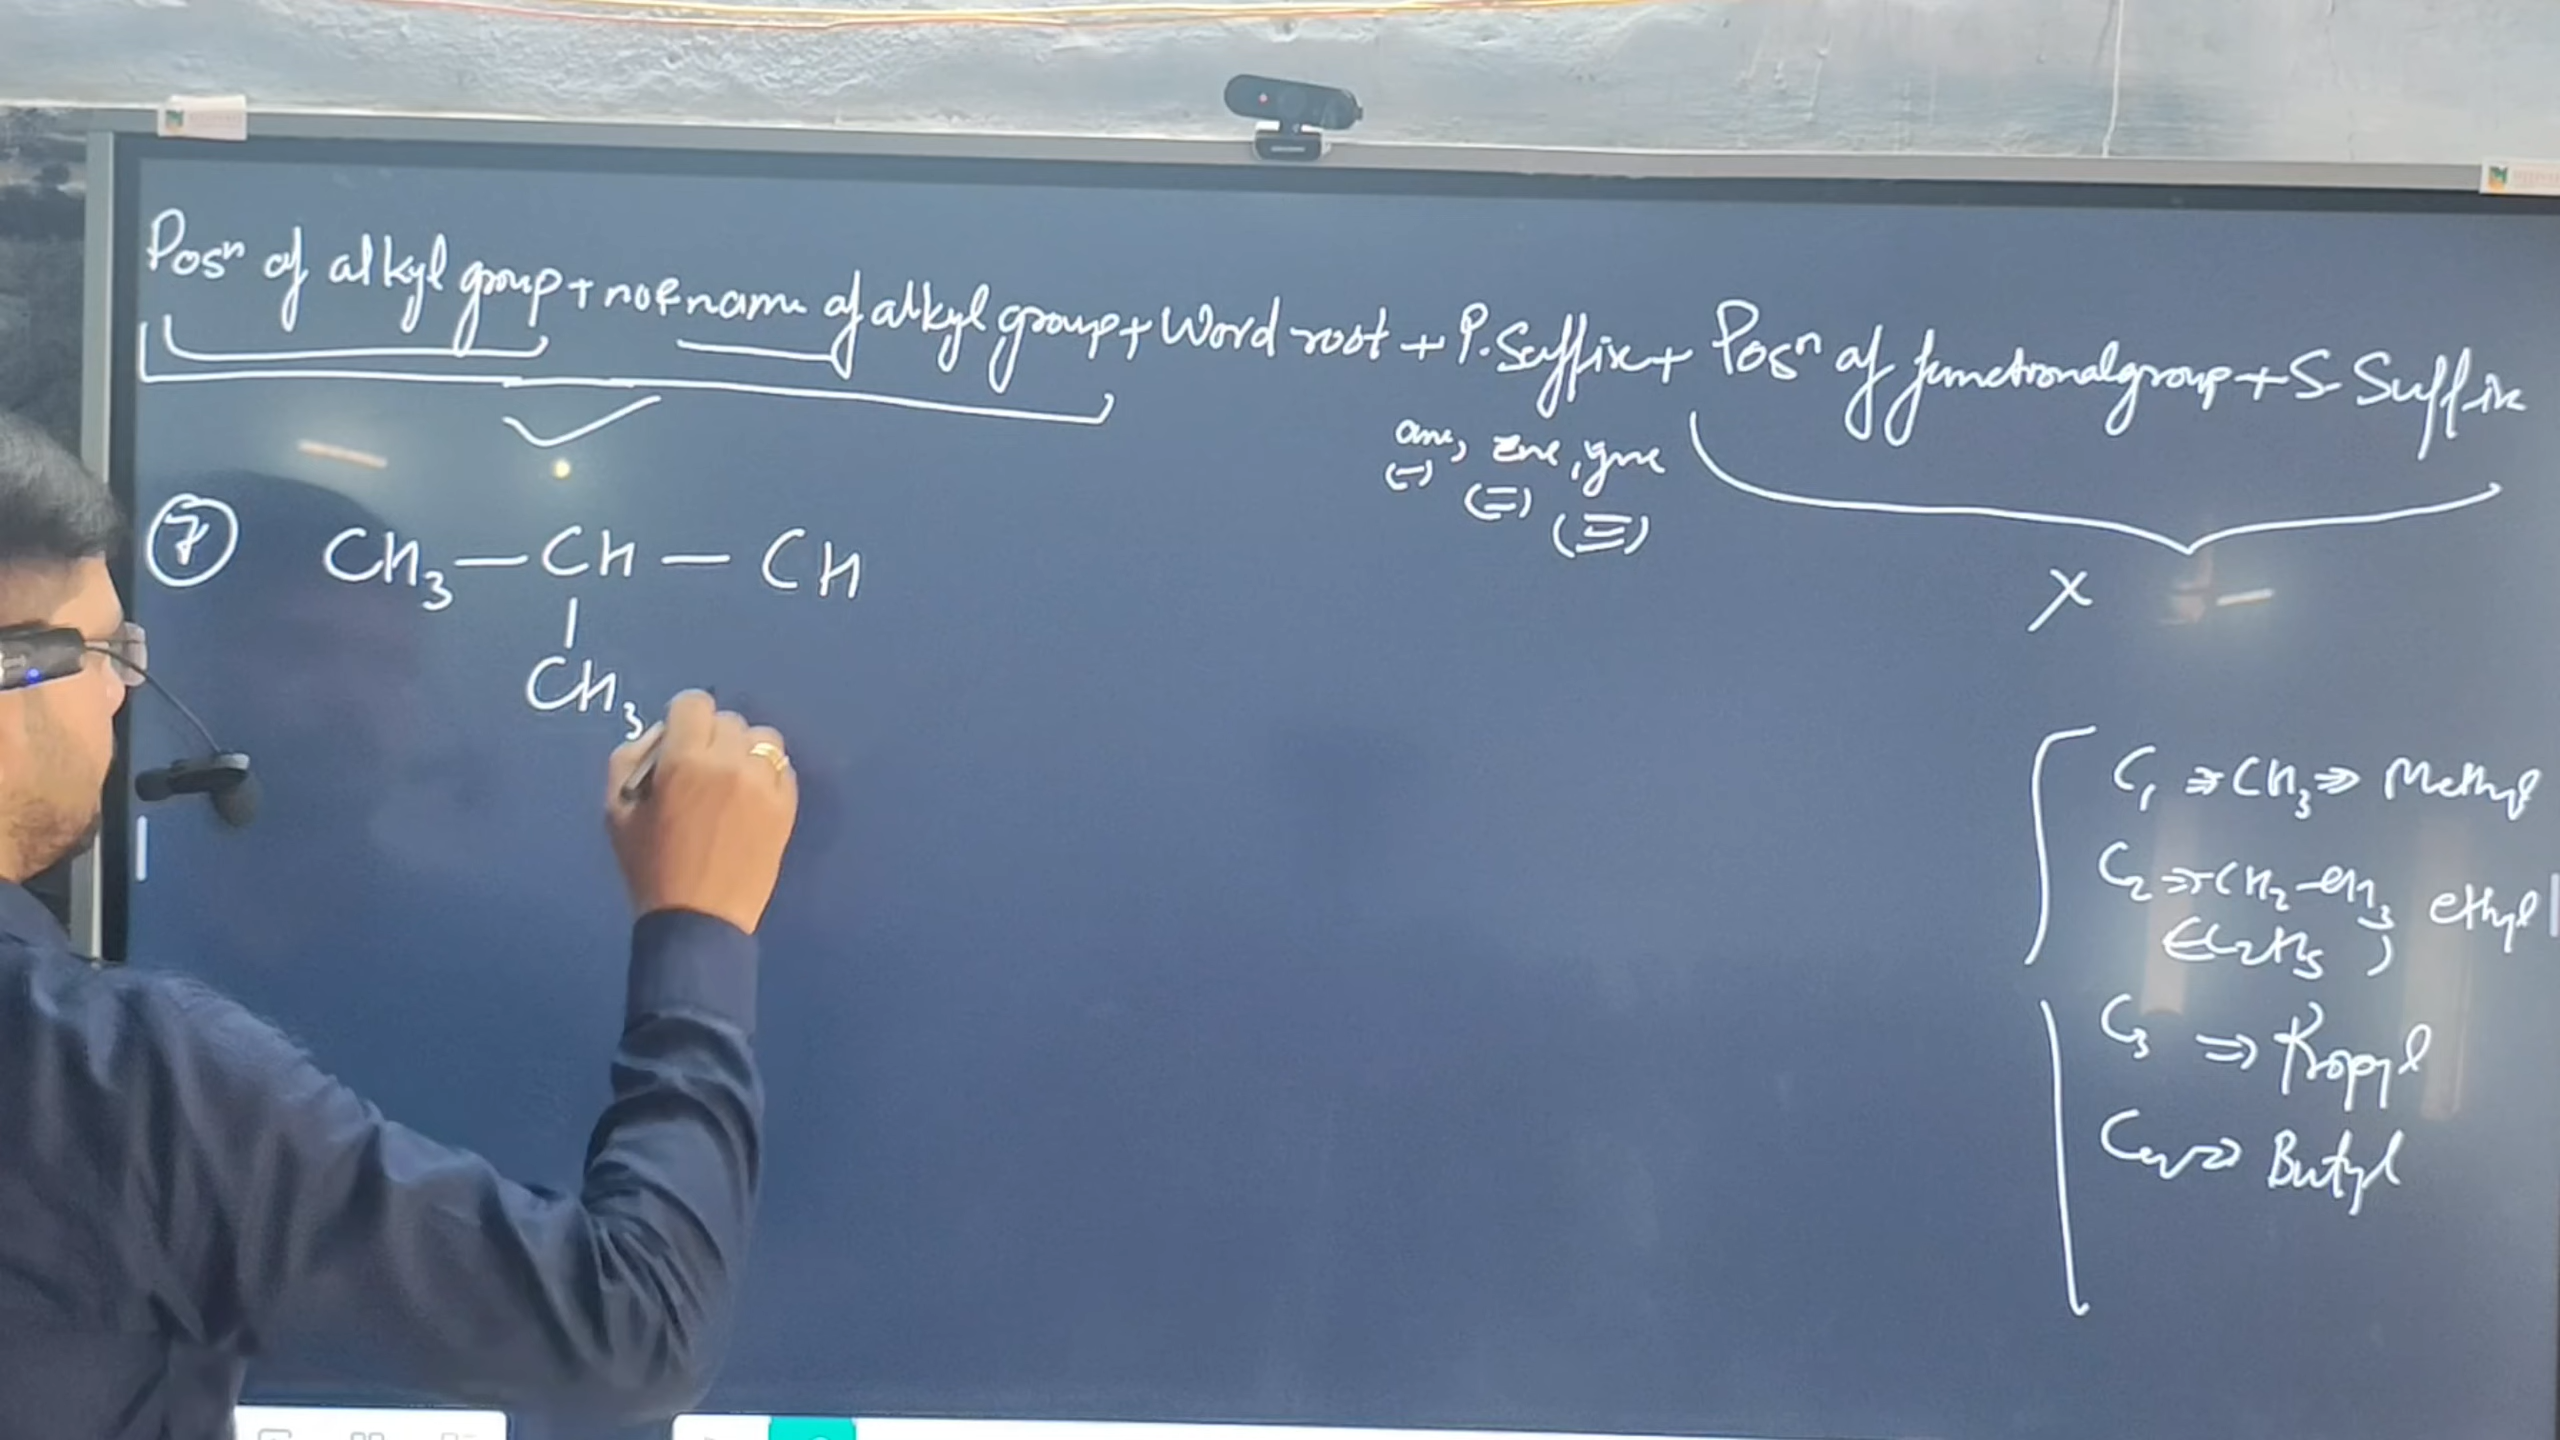 Posⁿ of alkyl group + no & name of alkyl group + Word root + P. Suffix + Posⁿ of functional group + S Suffix
ane, ene, yne
(–) (=) (≡)
X
⑦ CH₃ – CH – CH
|
CH₃
C₁ ⇒ CH₃ ⇒ Methyl
C₂ ⇒ CH₂ – CH₃ ethyl
(C₂H₅)
C₃ ⇒ Propyl
C₄ ⇒ Butyl